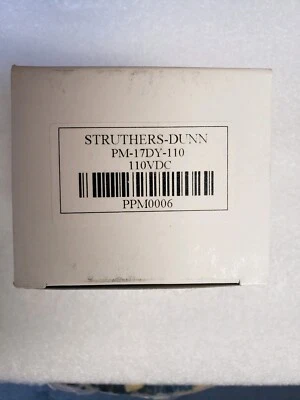 STRUTHERS-DUNN
PM-17DY-110
110VDC
PPM0006